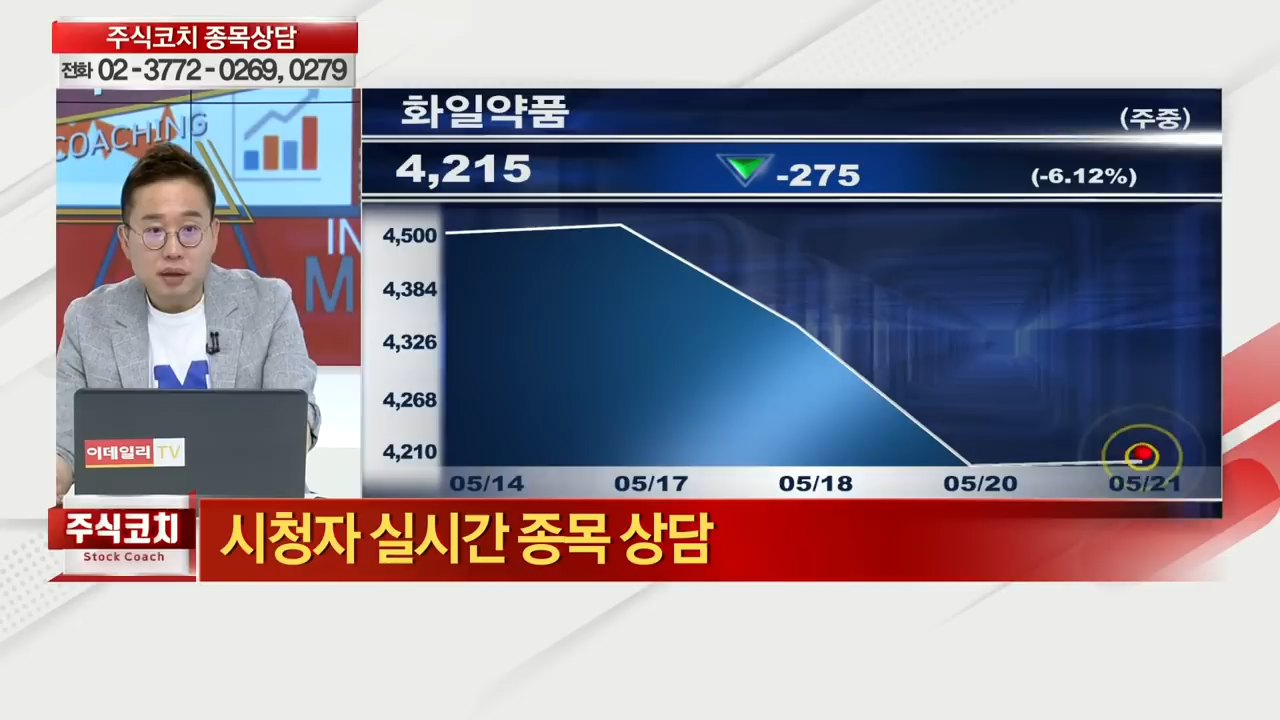 주식코치 종목상담
전화 02-3772-0269, 0279
COACHING
IN
M
M
이데일리 TV
화일약품
(주중)
4,215
-275
(-6.12%)
4,500
4,384
4,326
4,268
4,210
05/14 05/17 05/18 05/20 05/21
주식코치
Stock Coach
시청자 실시간 종목 상담